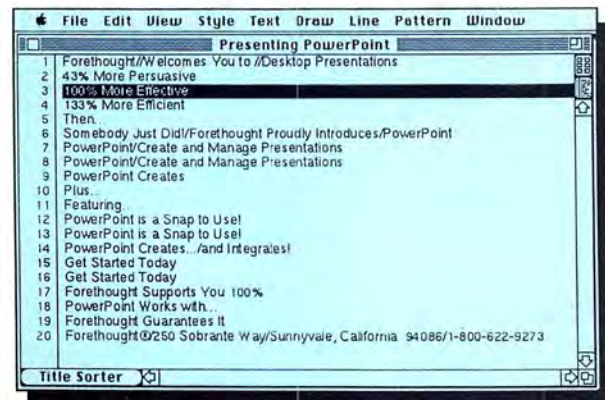 File Edit View Style Text Draw Line Pattern Window
Presenting PowerPoint
1 Forethought//Welcomes You to //Desktop Presentations
2 43% More Persuasive
3 100% More Effective
4 133% More Efficient
5 Then...
6 Somebody Just Did!/Forethought Proudly Introduces/PowerPoint
7 PowerPoint/Create and Manage Presentations
8 PowerPoint/Create and Manage Presentations
9 PowerPoint Creates
10 Plus...
11 Featuring...
12 PowerPoint is a Snap to Use!
13 PowerPoint is a Snap to Use!
14 PowerPoint Creates.../and Integrates!
15 Get Started Today
16 Get Started Today
17 Forethought Supports You 100%
18 PowerPoint Works with...
19 Forethought Guarantees It
20 Forethought®/250 Sobrante Way/Sunnyvale, California 94086/1-800-622-9273
Title Sorter